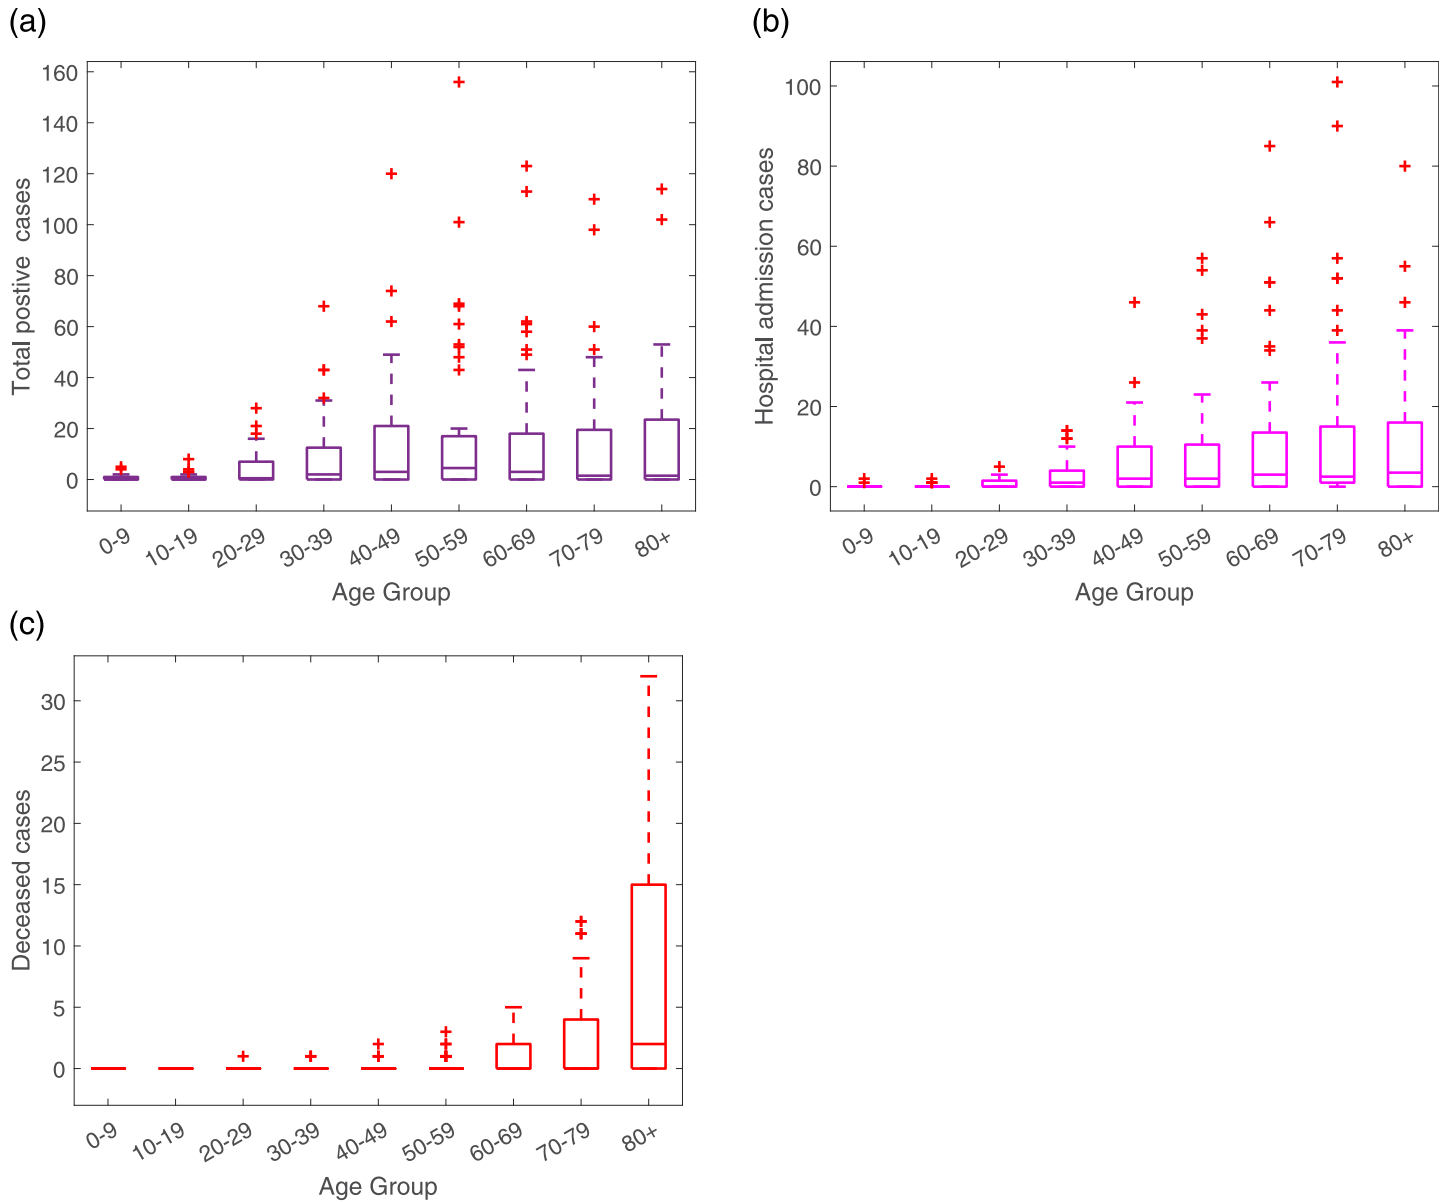 (a)
160
140
120
100
80
60
40
20
0
Total postive cases
0-9 10-19 20-29 30-39 40-49 50-59 60-69 70-79 80+
Age Group
(b)
100
80
60
40
20
0
Hospital admission cases
0-9 10-19 20-29 30-39 40-49 50-59 60-69 70-79 80+
Age Group
(c)
30
25
20
15
10
5
0
Deceased cases
0-9 10-19 20-29 30-39 40-49 50-59 60-69 70-79 80+
Age Group